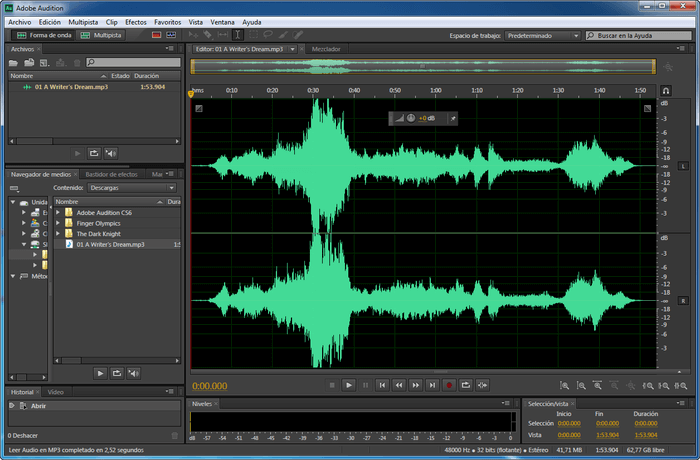 Adobe Audition
Archivo Edición Multipista Clip Efectos Favoritos Vista Ventana Ayuda
Forma de onda Multipista
Espacio de trabajo: Predeterminado
Buscar en la Ayuda
Archivos
Nombre Estado Duración
01 A Writer's Dream.mp3 1:53.904
Editor: 01 A Writer's Dream.mp3 Mezclador
hms 0:10 0:20 0:30 0:40 0:50 1:00 1:10 1:20 1:30 1:40 1:50
+0 dB
dB
-3
-6
-9
-12
-18
-∞
-18
-12
-9
-6
-3
L
dB
-3
-6
-9
-12
-18
-∞
-18
-12
-9
-6
-3
R
Navegador de medios Bastidor de efectos Mar
Contenido: Descargas
Unida
Méto
Nombre Dura
Adobe Audition CS6
Finger Olympics
The Dark Knight
01 A Writer's Dream.mp3 1:5
0:00.000
Historial Vídeo
Abrir
0 Deshacer
Niveles
dB -57 -54 -51 -48 -45 -42 -39 -36 -33 -30 -27 -24 -21 -18 -15 -12 -9 -6 -3 0
Selección/vista
Inicio Fin Duración
Selección 0:00.000 0:00.000 0:00.000
Vista 0:00.000 1:53.904 1:53.904
Leer Audio en MP3 completado en 2,52 segundos
48000 Hz • 32 bits (flotante) • Estéreo 41,71 MB 1:53.904 62,77 GB libre